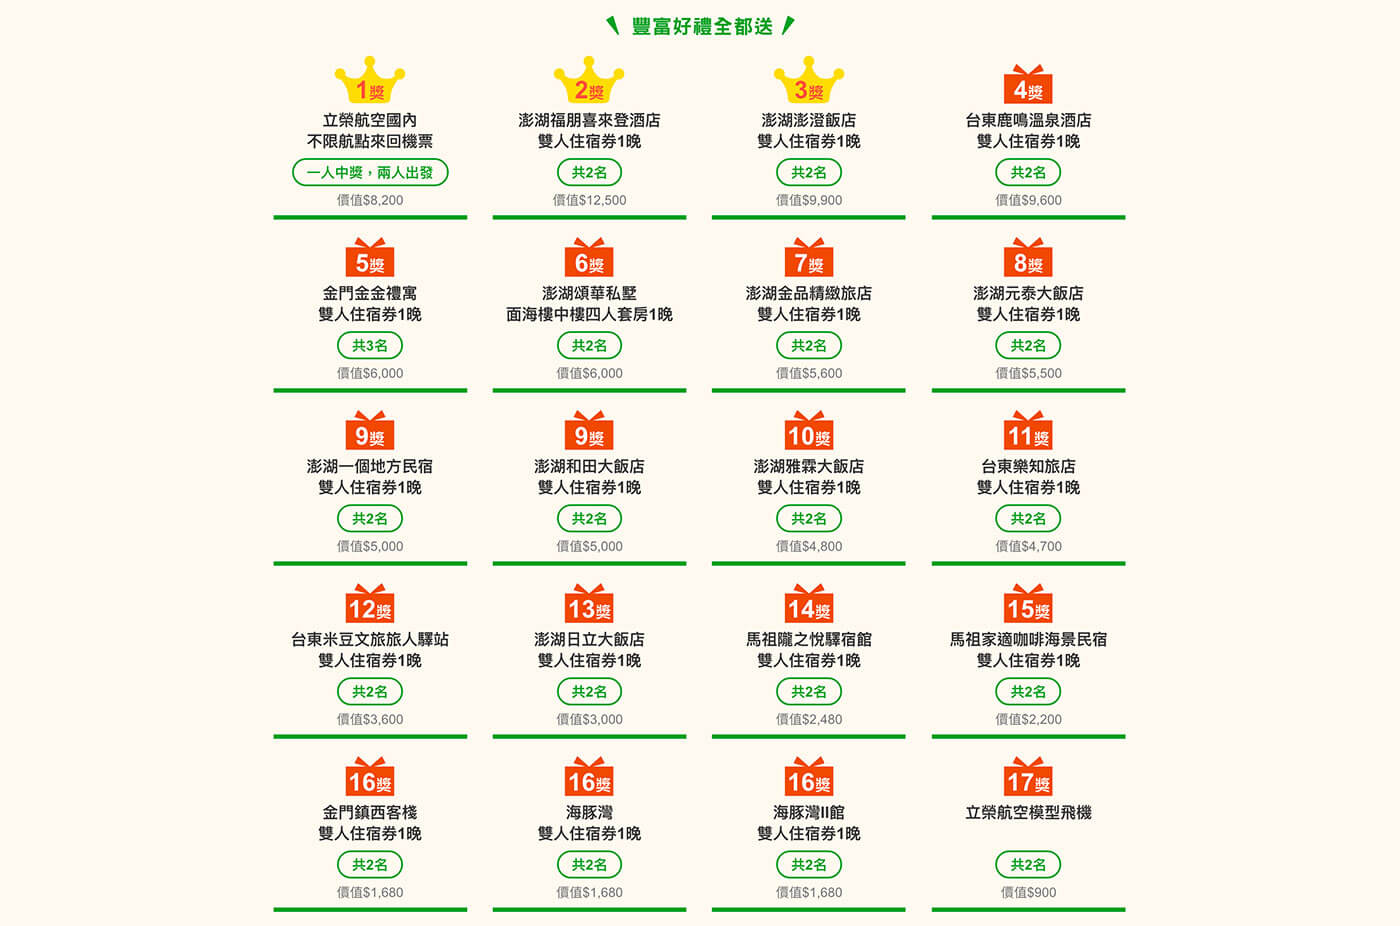 豐富好禮全都送
1獎
立榮航空國內
不限航點來回機票
一人中獎，兩人出發
價值$8,200
2獎
澎湖福朋喜來登酒店
雙人住宿券1晚
共2名
價值$12,500
3獎
澎湖澎澄飯店
雙人住宿券1晚
共2名
價值$9,900
4獎
台東鹿鳴溫泉酒店
雙人住宿券1晚
共2名
價值$9,600
5獎
金門金金禮寓
雙人住宿券1晚
共3名
價值$6,000
6獎
澎湖頌華私墅
面海樓中樓四人套房1晚
共2名
價值$6,000
7獎
澎湖金品精緻旅店
雙人住宿券1晚
共2名
價值$5,600
8獎
澎湖元泰大飯店
雙人住宿券1晚
共2名
價值$5,500
9獎
澎湖一個地方民宿
雙人住宿券1晚
共2名
價值$5,000
9獎
澎湖和田大飯店
雙人住宿券1晚
共2名
價值$5,000
10獎
澎湖雅霖大飯店
雙人住宿券1晚
共2名
價值$4,800
11獎
台東樂知旅店
雙人住宿券1晚
共2名
價值$4,700
12獎
台東米豆文旅旅人驛站
雙人住宿券1晚
共2名
價值$3,600
13獎
澎湖日立大飯店
雙人住宿券1晚
共2名
價值$3,000
14獎
馬祖隴之悅驛宿館
雙人住宿券1晚
共2名
價值$2,480
15獎
馬祖家適咖啡海景民宿
雙人住宿券1晚
共2名
價值$2,200
16獎
金門鎮西客棧
雙人住宿券1晚
共2名
價值$1,680
16獎
海豚灣
雙人住宿券1晚
共2名
價值$1,680
16獎
海豚灣II館
雙人住宿券1晚
共2名
價值$1,680
17獎
立榮航空模型飛機
共2名
價值$900